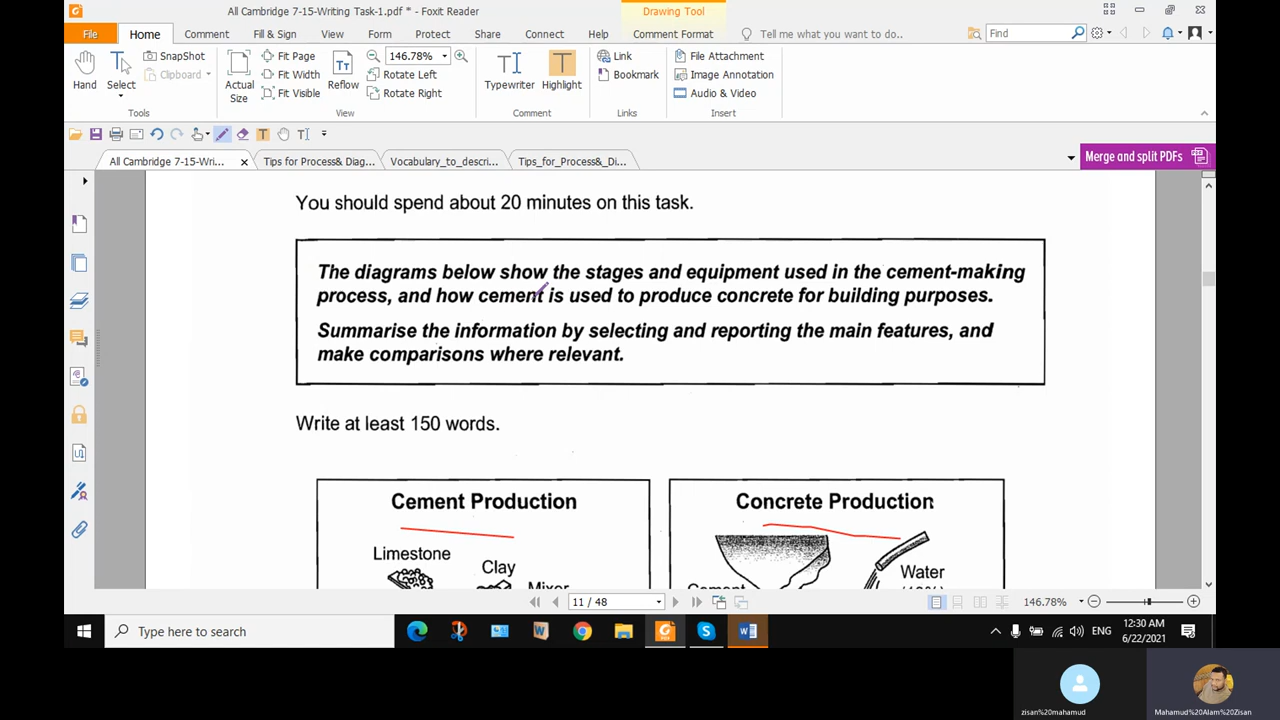 All Cambridge 7-15-Writing Task-1.pdf * - Foxit Reader
Drawing Tool
File Home Comment Fill & Sign View Form Protect Share Connect Help Comment Format Tell me what you want to do... Find
Hand
Select
SnapShot
Clipboard
Tools
Actual Size
Fit Page
Fit Width
Fit Visible
Reflow
146.78%
Rotate Left
Rotate Right
View
Typewriter
Highlight
Comment
Link
Bookmark
Links
File Attachment
Image Annotation
Audio & Video
Insert
All Cambridge 7-15-Wri... Tips for Process& Diag... Vocabulary_to_descri... Tips_for_Process&_Di...
Merge and split PDFs
You should spend about 20 minutes on this task.
The diagrams below show the stages and equipment used in the cement-making
process, and how cement is used to produce concrete for building purposes.
Summarise the information by selecting and reporting the main features, and
make comparisons where relevant.
Write at least 150 words.
Cement Production
Limestone
Clay
Mixer
Concrete Production
Water
Cement
11 / 48
146.78%
Type here to search
ENG
12:30 AM
6/22/2021
zisan%20mahamud
Mahamud%20Alam%20Zisan